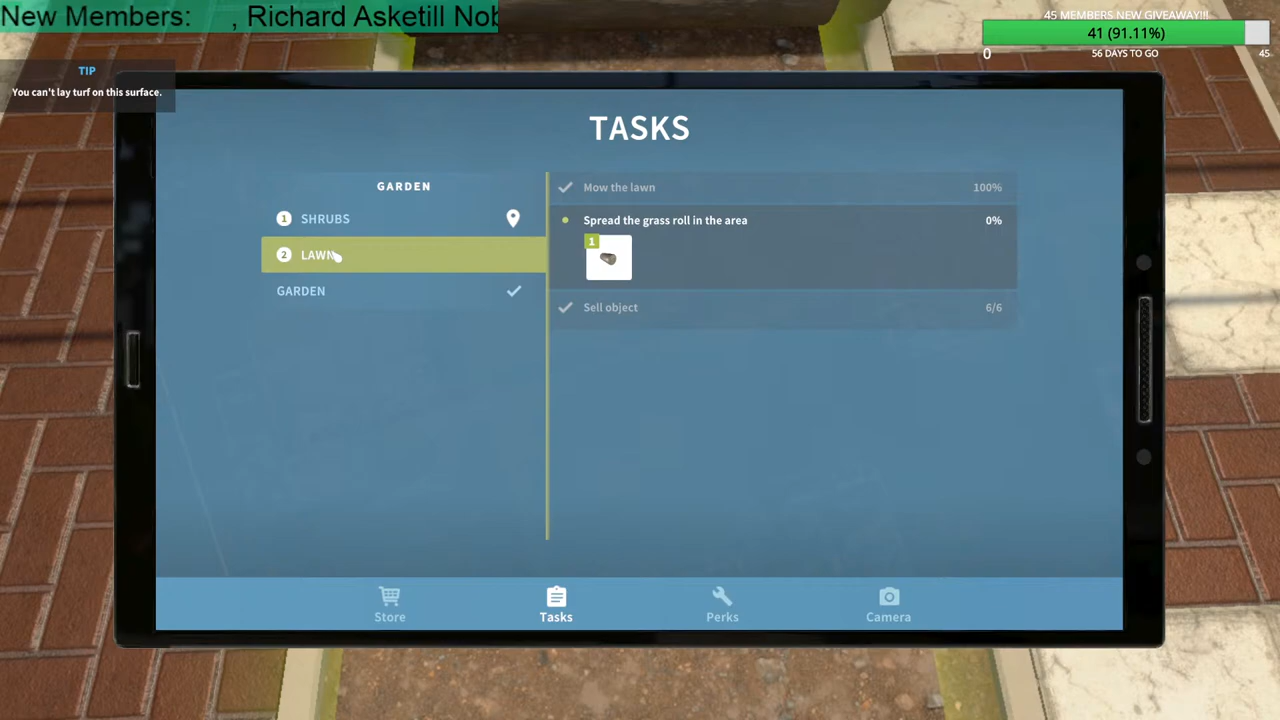 New Members:    , Richard Asketill Nob
45 MEMBERS NEW GIVEAWAY!!!
41 (91.11%)
0
56 DAYS TO GO
45
TIP
You can't lay turf on this surface.
TASKS
GARDEN
1 SHRUBS
2 LAWN
GARDEN
Mow the lawn 100%
Spread the grass roll in the area 0%
1
Sell object 6/6
Store
Tasks
Perks
Camera